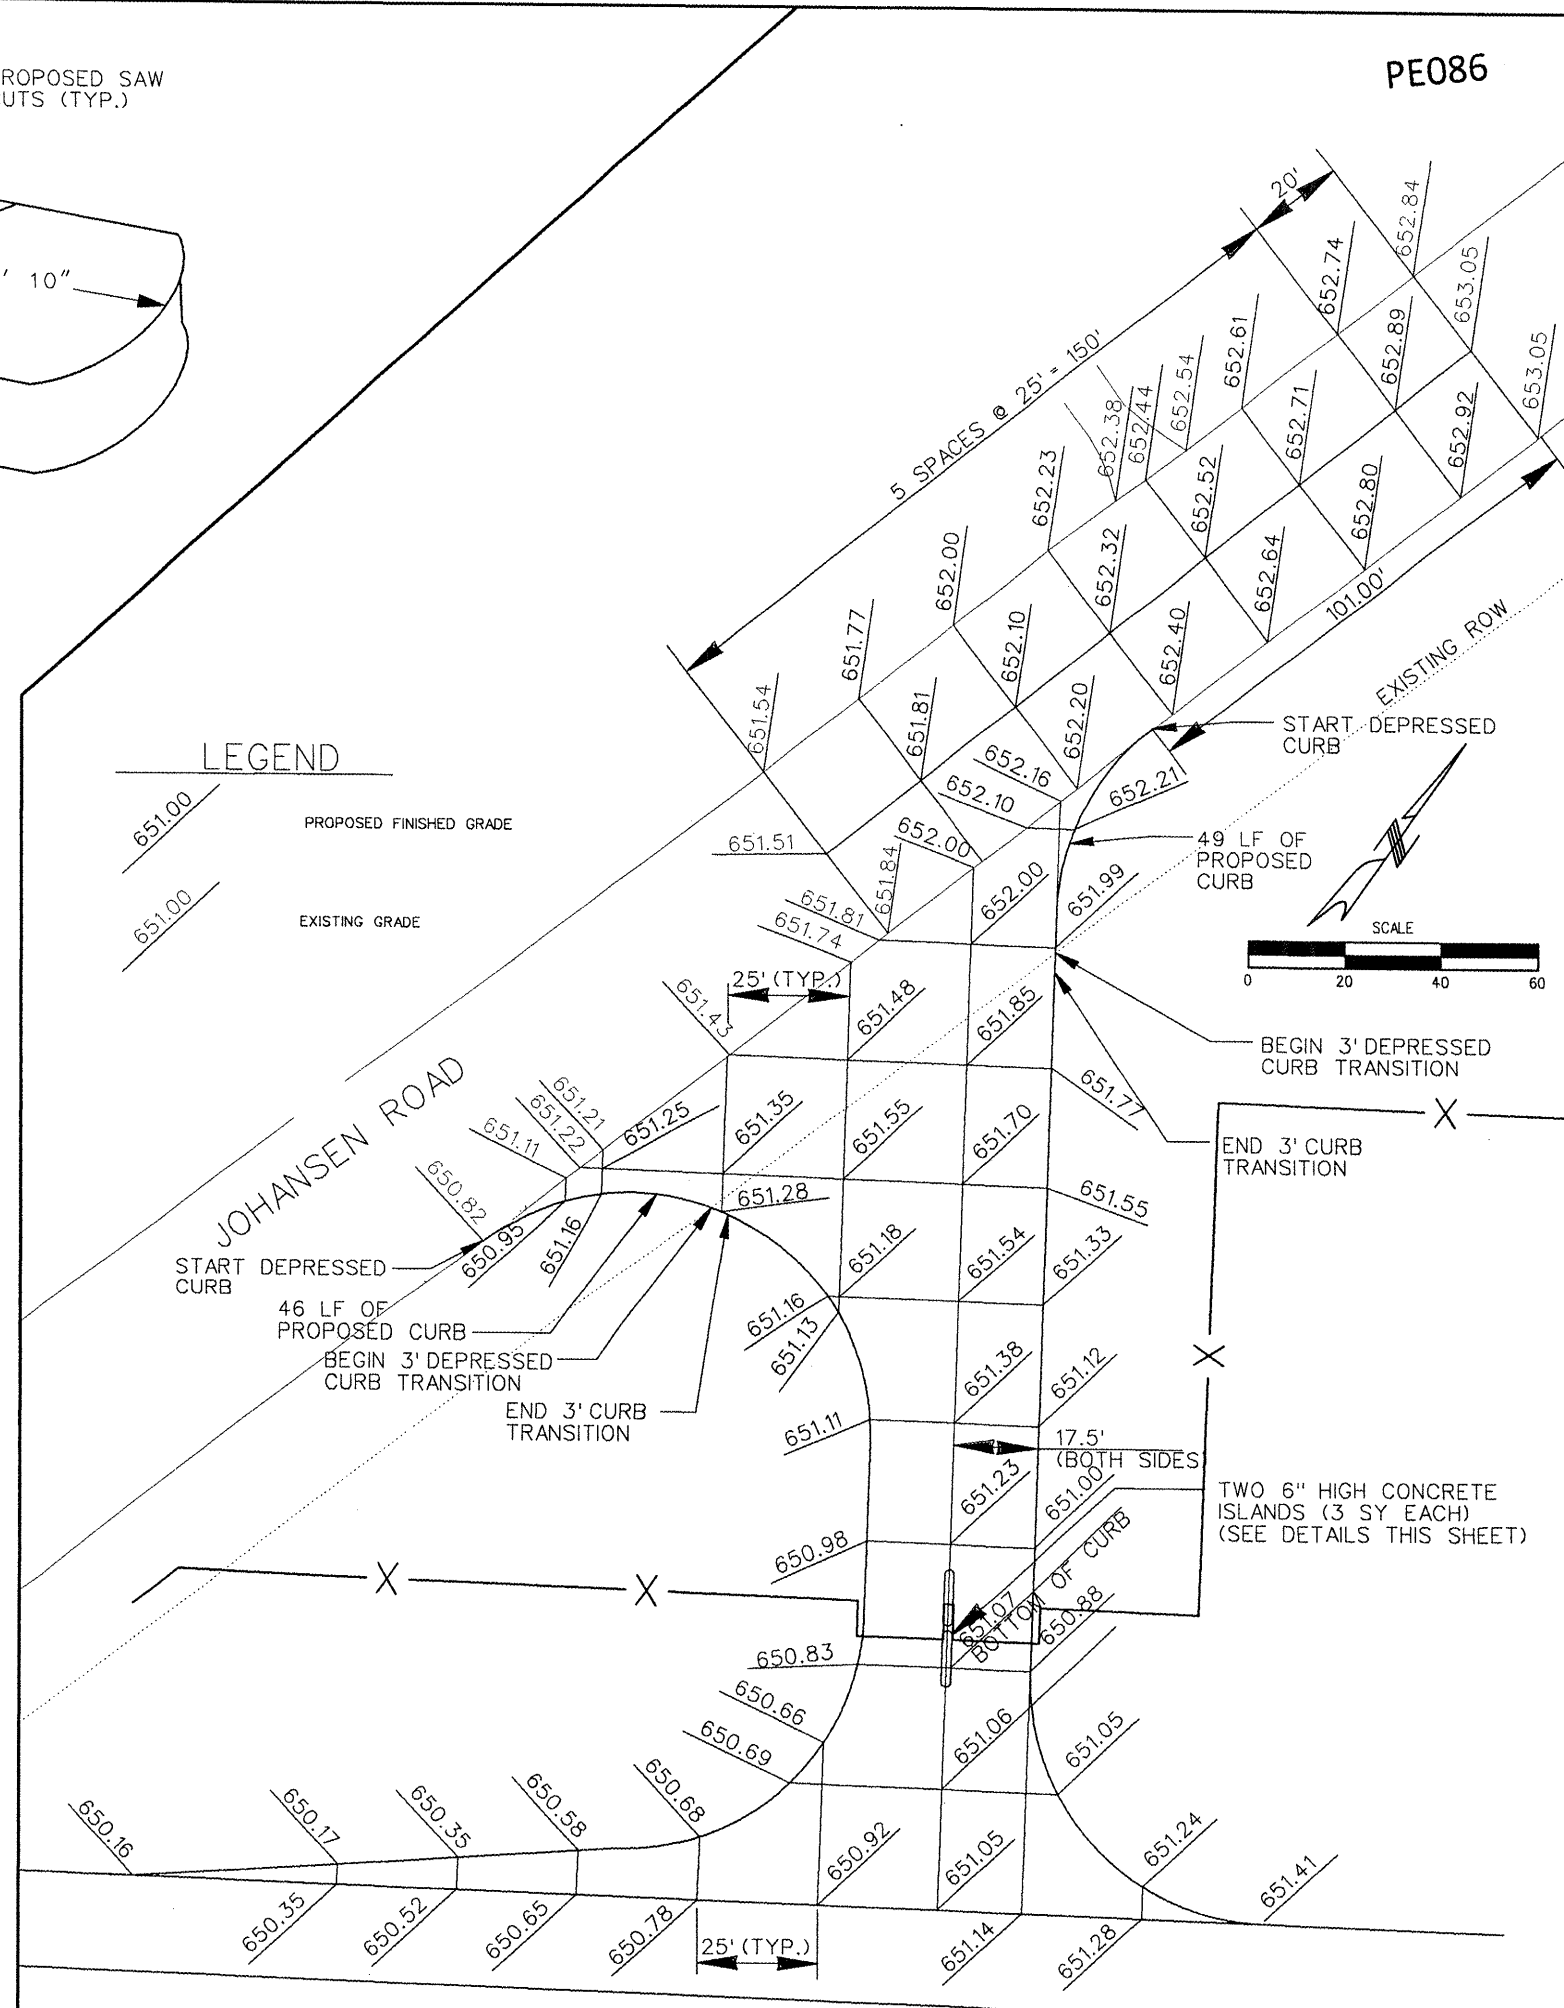 PE086
ROPOSED SAW
UTS (TYP.)
' 10"
20'
652.84
652.74
653.05
652.61
652.89
653.05
5 SPACES @ 25' = 150'
652.54
652.38
652.44
652.71
652.92
652.23
652.52
652.80
652.00
652.32
652.64
101.00'
651.77
652.10
652.40
EXISTING ROW
651.54
651.81
652.20
START DEPRESSED
CURB
LEGEND
651.00
PROPOSED FINISHED GRADE
651.00
EXISTING GRADE
652.16
652.10
652.21
651.51
652.00
49 LF OF
PROPOSED
CURB
651.84
652.00
651.99
651.81
651.74
SCALE
0
20
40
60
25' (TYP.)
651.43
651.48
651.85
BEGIN 3' DEPRESSED
CURB TRANSITION
JOHANSEN ROAD
651.21
651.22
651.25
651.35
651.55
651.70
651.77
651.11
END 3' CURB
TRANSITION
X
650.82
651.28
651.55
650.95
651.16
START DEPRESSED
CURB
651.18
651.54
651.33
46 LF OF
PROPOSED CURB
651.16
651.13
BEGIN 3' DEPRESSED
CURB TRANSITION
651.38
651.12
X
END 3' CURB
TRANSITION
651.11
17.5'
(BOTH SIDES
651.23
651.00
TWO 6" HIGH CONCRETE
ISLANDS (3 SY EACH)
(SEE DETAILS THIS SHEET)
650.98
X
X
651.07
BOTTOM OF CURB
650.88
650.83
650.66
650.69
651.06
651.05
650.16
650.17
650.35
650.58
650.68
650.92
651.05
651.24
651.41
650.35
650.52
650.65
650.78
651.14
651.28
25' (TYP.)